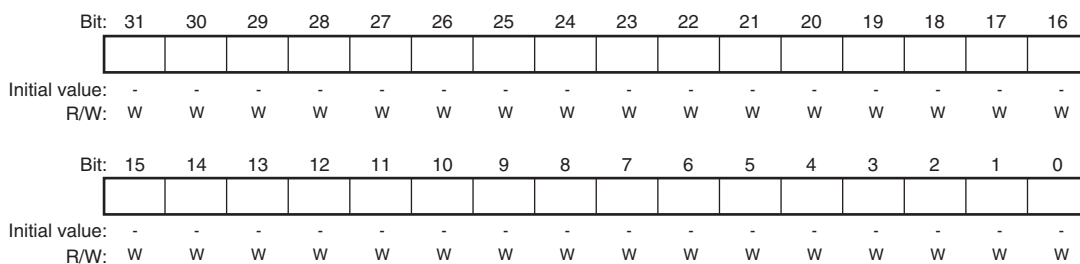 Bit: 31 30 29 28 27 26 25 24 23 22 21 20 19 18 17 16
Initial value: - - - - - - - - - - - - - - - -
R/W: W W W W W W W W W W W W W W W W
Bit: 15 14 13 12 11 10 9 8 7 6 5 4 3 2 1 0
Initial value: - - - - - - - - - - - - - - - -
R/W: W W W W W W W W W W W W W W W W